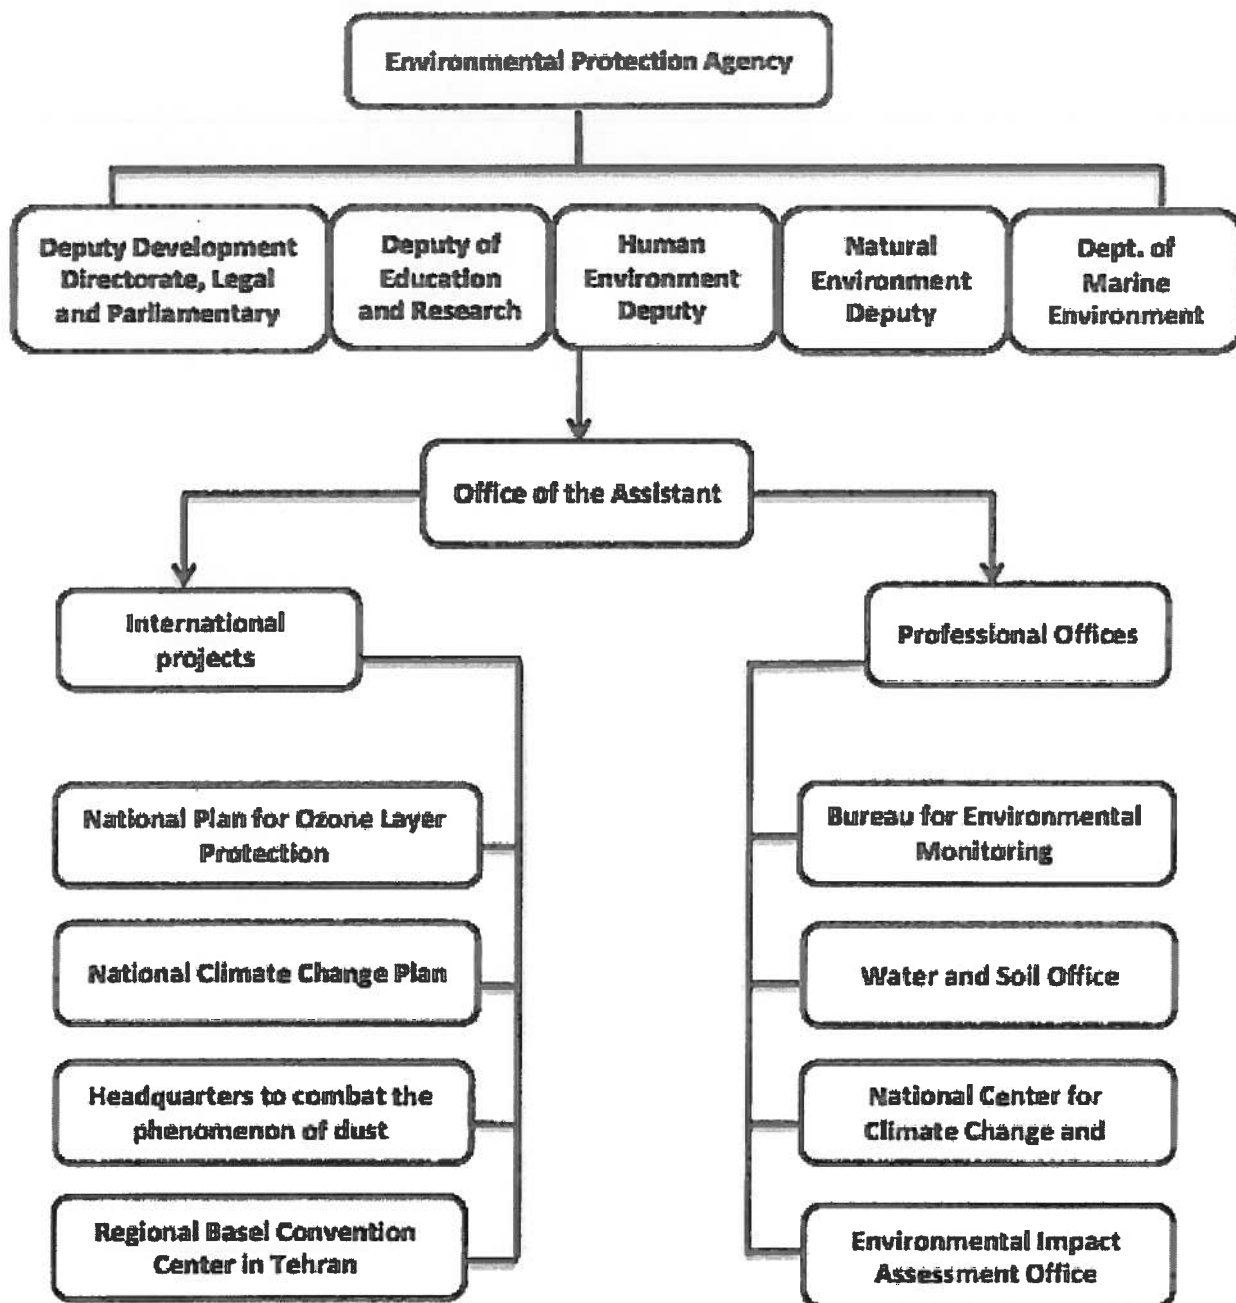 Environmental Protection Agency
Deputy Development
Directorate, Legal
and Parliamentary
Deputy of
Education
and Research
Human
Environment
Deputy
Natural
Environment
Deputy
Dept. of
Marine
Environment
Office of the Assistant
International
projects
Professional Offices
National Plan for Ozone Layer
Protection
National Climate Change Plan
Headquarters to combat the
phenomenon of dust
Regional Basel Convention
Center in Tehran
Bureau for Environmental
Monitoring
Water and Soil Office
National Center for
Climate Change and
Environmental Impact
Assessment Office